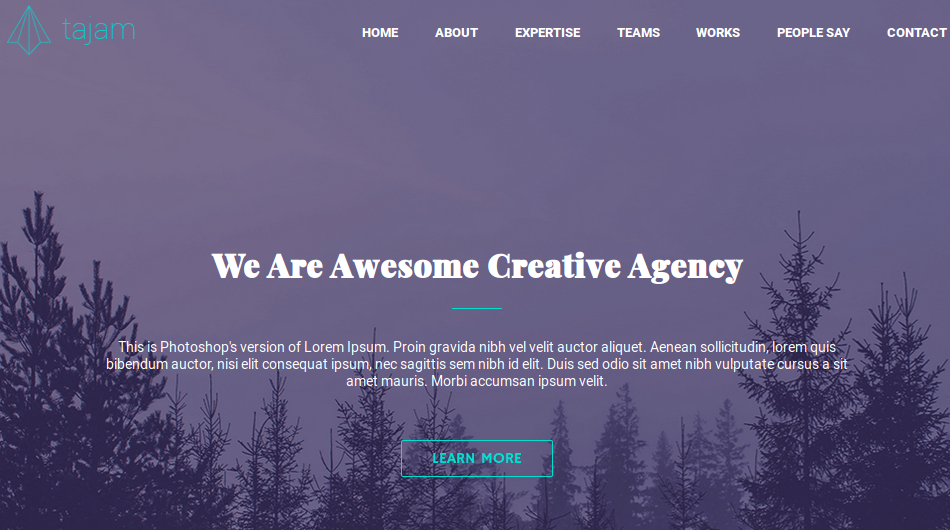 tajam
HOME ABOUT EXPERTISE TEAMS WORKS PEOPLE SAY CONTACT
We Are Awesome Creative Agency
This is Photoshop's version of Lorem Ipsum. Proin gravida nibh vel velit auctor aliquet. Aenean sollicitudin, lorem quis
bibendum auctor, nisi elit consequat ipsum, nec sagittis sem nibh id elit. Duis sed odio sit amet nibh vulputate cursus a sit
amet mauris. Morbi accumsan ipsum velit.
LEARN MORE